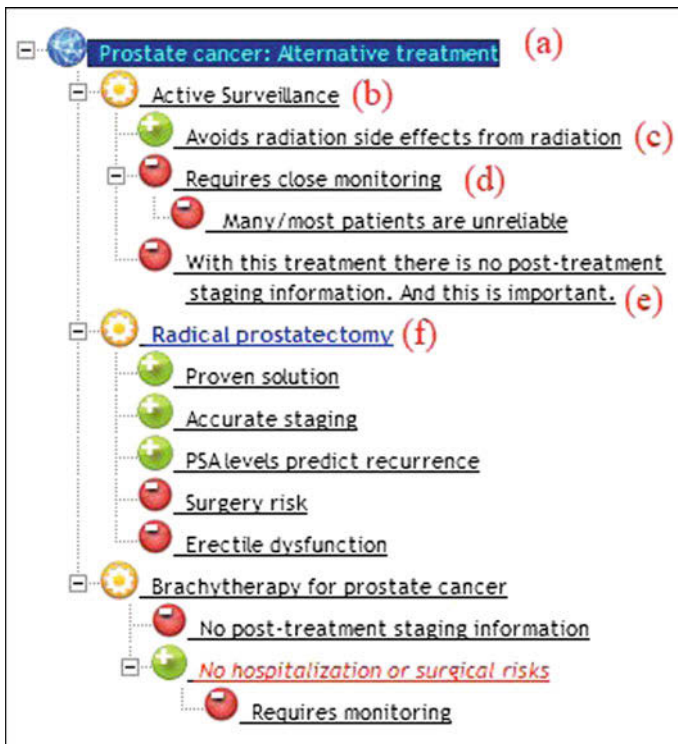 Prostate cancer: Alternative treatment (a)
Active Surveillance (b)
Avoids radiation side effects from radiation (c)
Requires close monitoring (d)
Many/most patients are unreliable
With this treatment there is no post-treatment
staging information. And this is important. (e)
Radical prostatectomy (f)
Proven solution
Accurate staging
PSA levels predict recurrence
Surgery risk
Erectile dysfunction
Brachytherapy for prostate cancer
No post-treatment staging information
No hospitalization or surgical risks
Requires monitoring